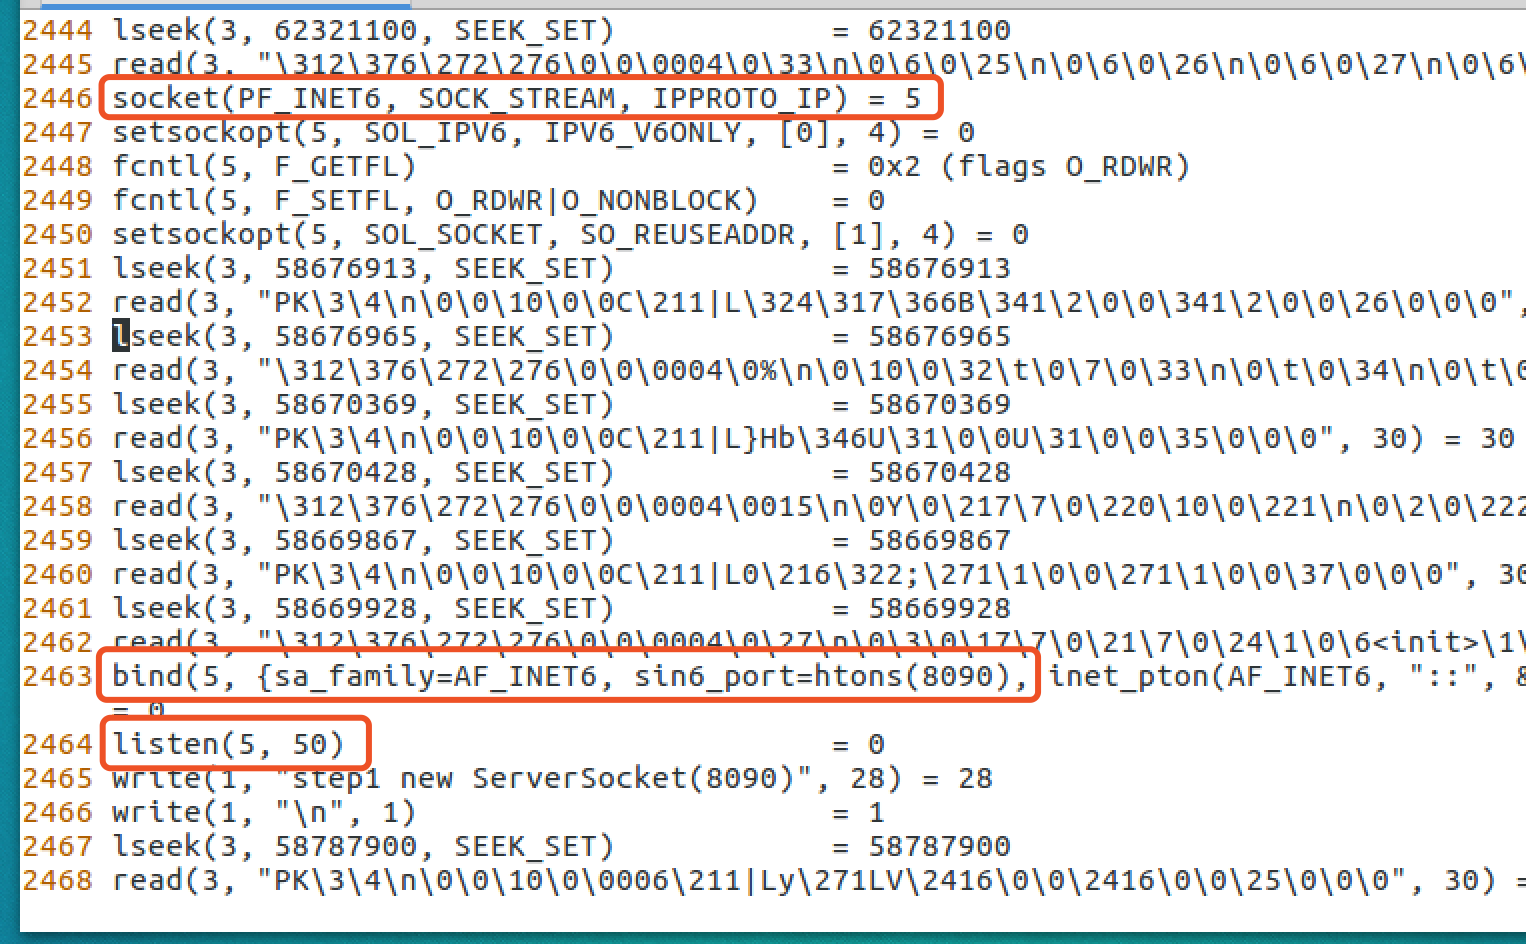 2444 lseek(3, 62321100, SEEK_SET) = 62321100
2445 read(3, "\312\376\272\276\0\0\0004\0\33\n\0\6\0\25\n\0\6\0\26\n\0\6\0\27\n\0\6\
2446 socket(PF_INET6, SOCK_STREAM, IPPROTO_IP) = 5
2447 setsockopt(5, SOL_IPV6, IPV6_V6ONLY, [0], 4) = 0
2448 fcntl(5, F_GETFL) = 0x2 (flags O_RDWR)
2449 fcntl(5, F_SETFL, O_RDWR|O_NONBLOCK) = 0
2450 setsockopt(5, SOL_SOCKET, SO_REUSEADDR, [1], 4) = 0
2451 lseek(3, 58676913, SEEK_SET) = 58676913
2452 read(3, "PK\3\4\n\0\0\10\0\0C\211|L\324\317\366B\341\2\0\0\341\2\0\0\26\0\0\0",
2453 lseek(3, 58676965, SEEK_SET) = 58676965
2454 read(3, "\312\376\272\276\0\0\0004\0%\n\0\10\0\32\t\0\7\0\33\n\0\t\0\34\n\0\t\0
2455 lseek(3, 58670369, SEEK_SET) = 58670369
2456 read(3, "PK\3\4\n\0\0\10\0\0C\211|L}Hb\346U\31\0\0U\31\0\0\35\0\0\0", 30) = 30
2457 lseek(3, 58670428, SEEK_SET) = 58670428
2458 read(3, "\312\376\272\276\0\0\0004\0015\n\0Y\0\217\7\0\220\10\0\221\n\0\2\0\222
2459 lseek(3, 58669867, SEEK_SET) = 58669867
2460 read(3, "PK\3\4\n\0\0\10\0\0C\211|L0\216\322;\271\1\0\0\271\1\0\0\37\0\0\0", 30
2461 lseek(3, 58669928, SEEK_SET) = 58669928
2462 read(3, "\312\376\272\276\0\0\0004\0\27\n\0\3\0\17\7\0\21\7\0\24\1\0\6<init>\1\
2463 bind(5, {sa_family=AF_INET6, sin6_port=htons(8090), inet_pton(AF_INET6, "::", &
= 0
2464 listen(5, 50) = 0
2465 write(1, "step1 new ServerSocket(8090)", 28) = 28
2466 write(1, "\n", 1) = 1
2467 lseek(3, 58787900, SEEK_SET) = 58787900
2468 read(3, "PK\3\4\n\0\0\10\0\0006\211|Ly\271LV\2416\0\0\2416\0\0\25\0\0\0", 30) =